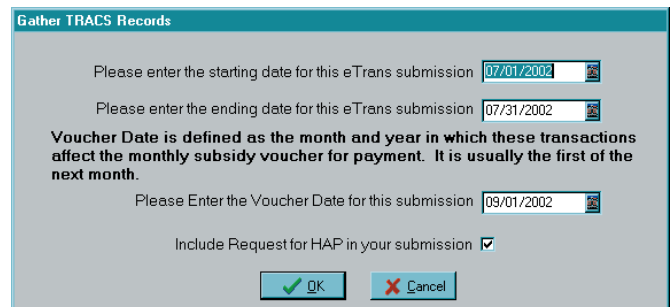 Gather TRACS Records
Please enter the starting date for this eTrans submission 07/01/2002
Please enter the ending date for this eTrans submission 07/31/2002
Voucher Date is defined as the month and year in which these transactions
affect the monthly subsidy voucher for payment. It is usually the first of the
next month.
Please Enter the Voucher Date for this submission 09/01/2002
Include Request for HAP in your submission
OK Cancel